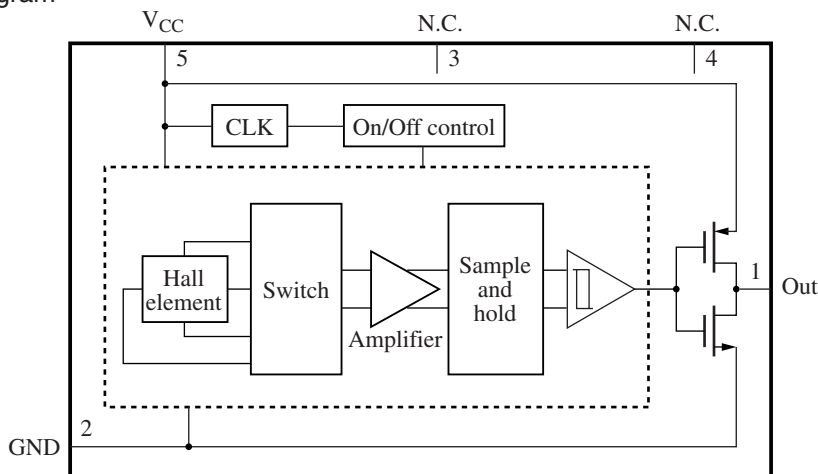 gram
V_CC
N.C.
N.C.
5
3
4
CLK
On/Off control
Hall
element
Switch
Amplifier
Sample
and
hold
1
Out
2
GND